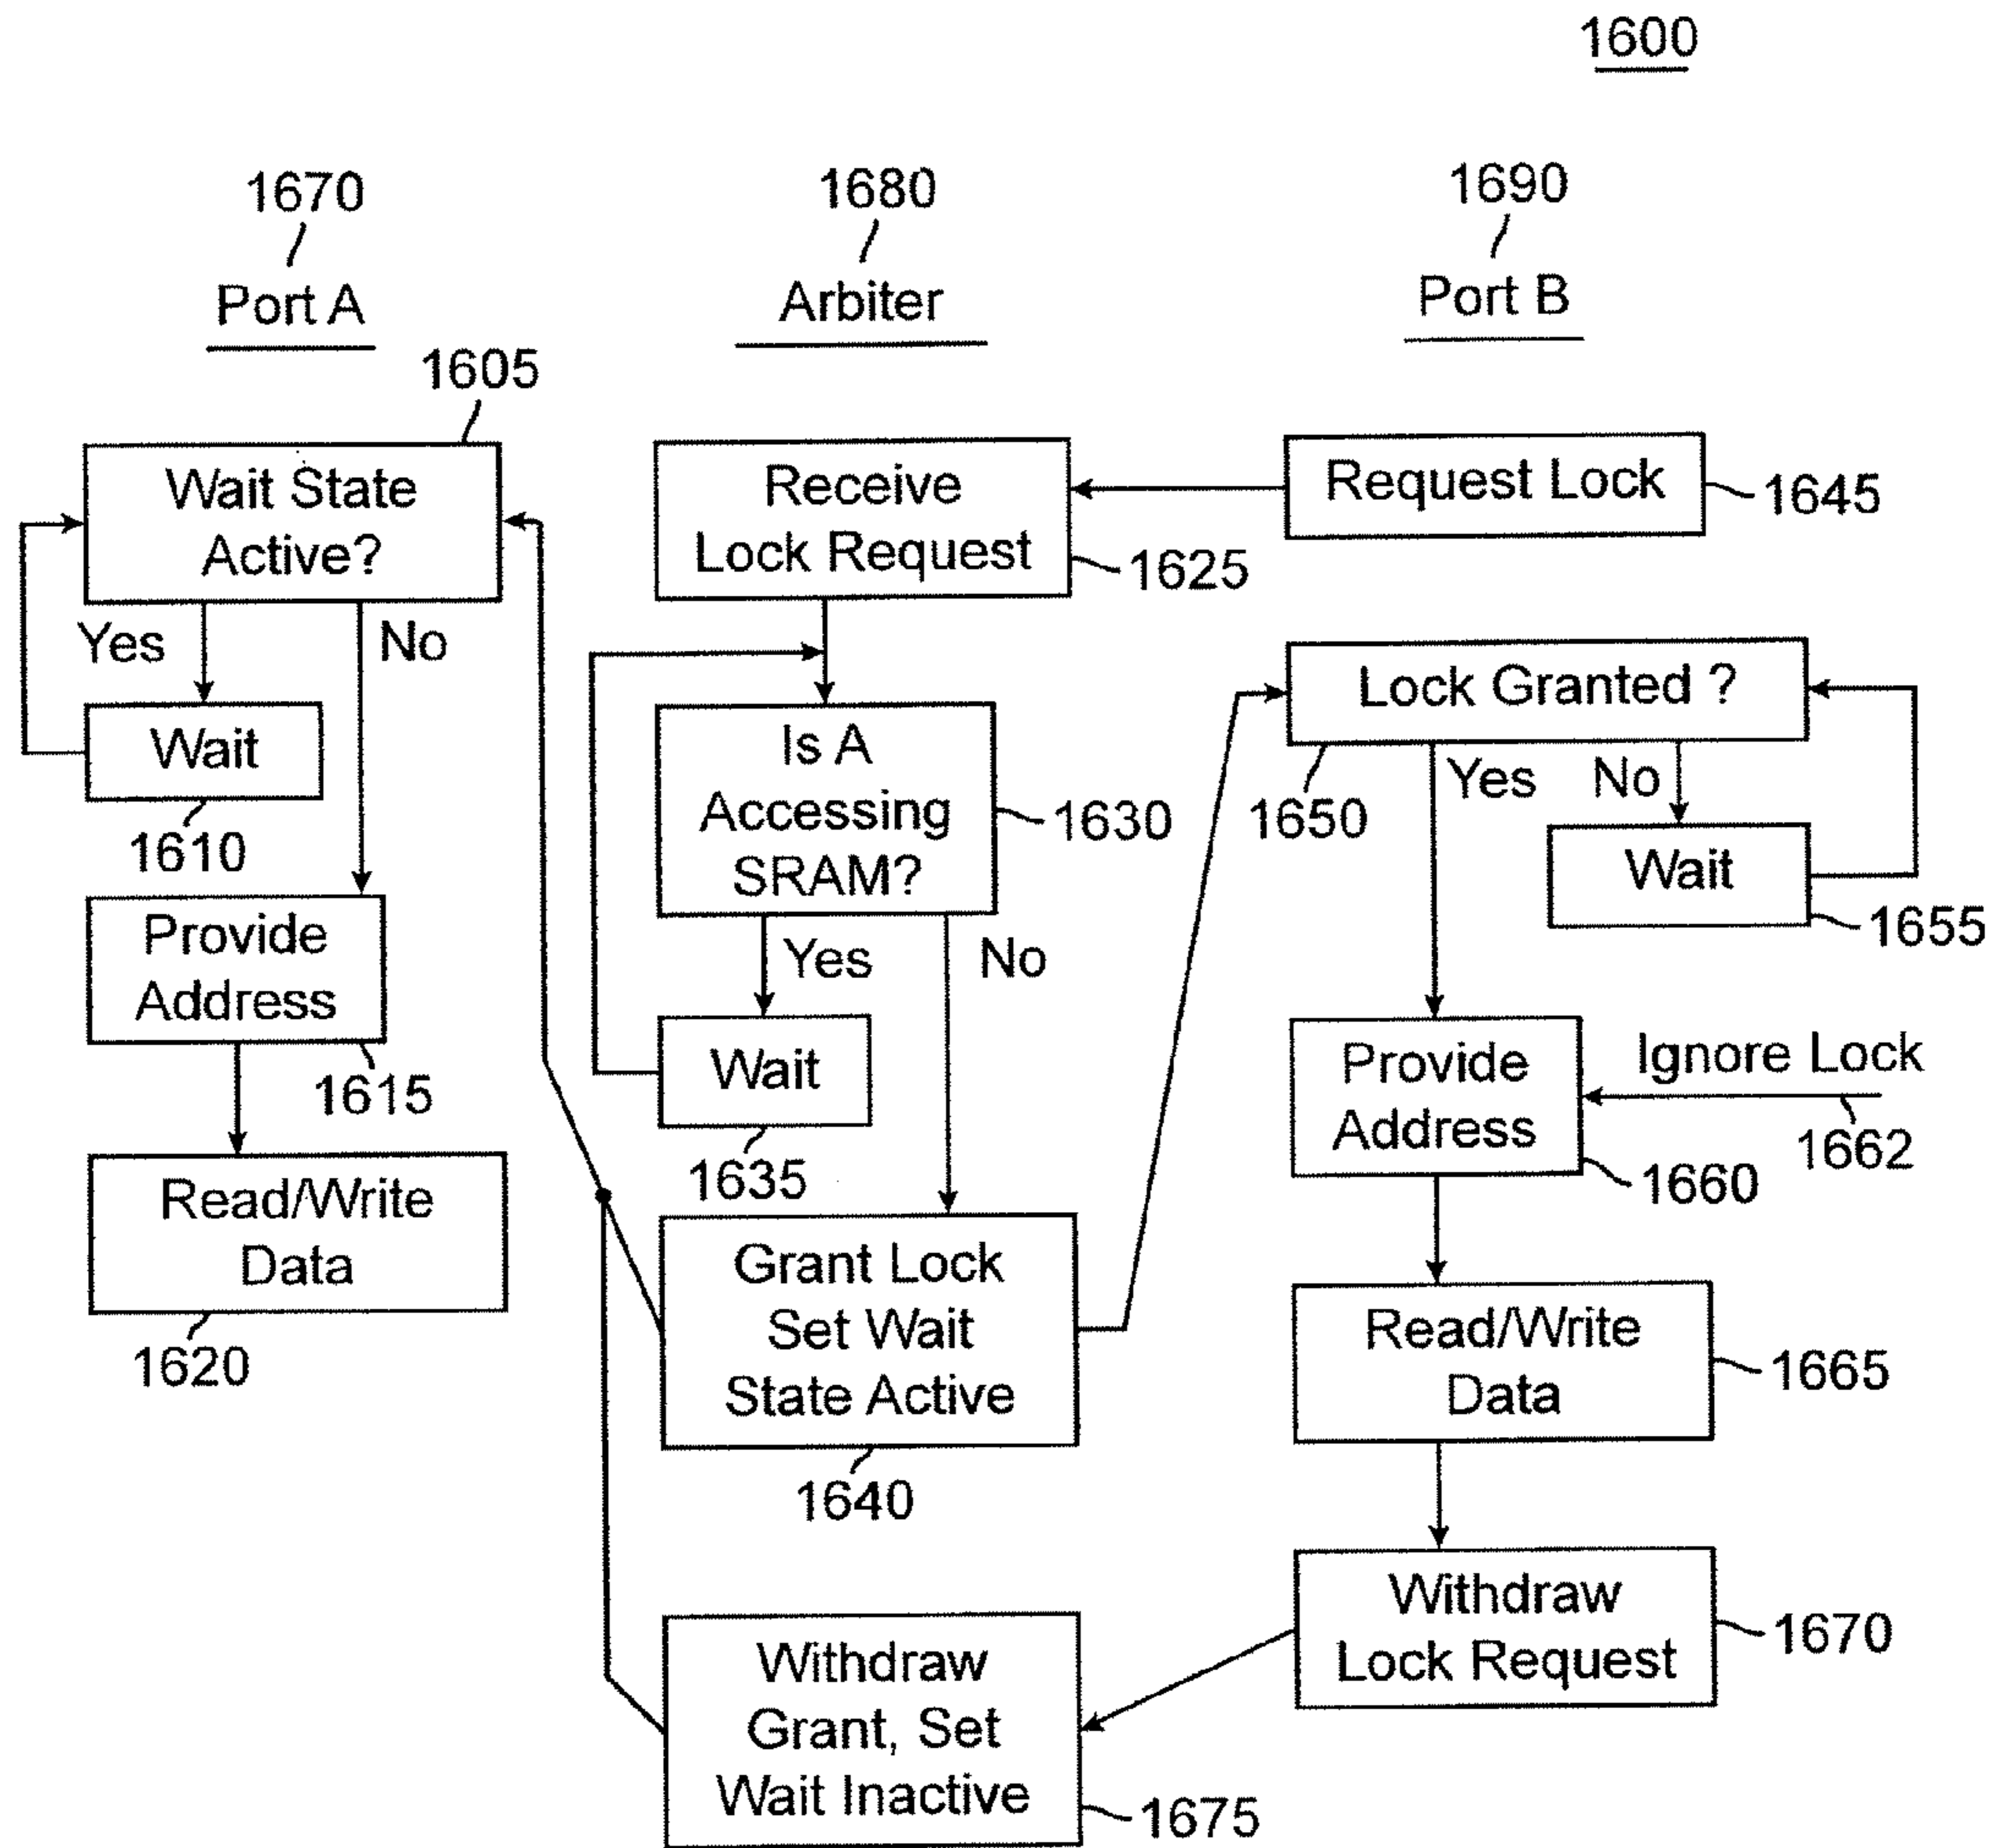 1600
1670
1680
1690
Port A
Arbiter
Port B
1605
Wait State
Active?
Yes
No
Wait
1610
Provide
Address
1615
Read/Write
Data
1620
Receive
Lock Request
1625
Is A
Accessing
SRAM?
1630
Yes
No
Wait
1635
Grant Lock
Set Wait
State Active
1640
Withdraw
Grant, Set
Wait Inactive
1675
Request Lock
1645
Lock Granted ?
1650
Yes
No
Wait
1655
Provide
Address
1660
Ignore Lock
1662
Read/Write
Data
1665
Withdraw
Lock Request
1670